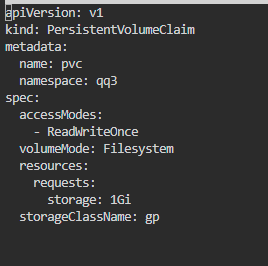 apiVersion: v1
kind: PersistentVolumeClaim
metadata:
  name: pvc
  namespace: qq3
spec:
  accessModes:
    - ReadWriteOnce
  volumeMode: Filesystem
  resources:
    requests:
      storage: 1Gi
  storageClassName: gp